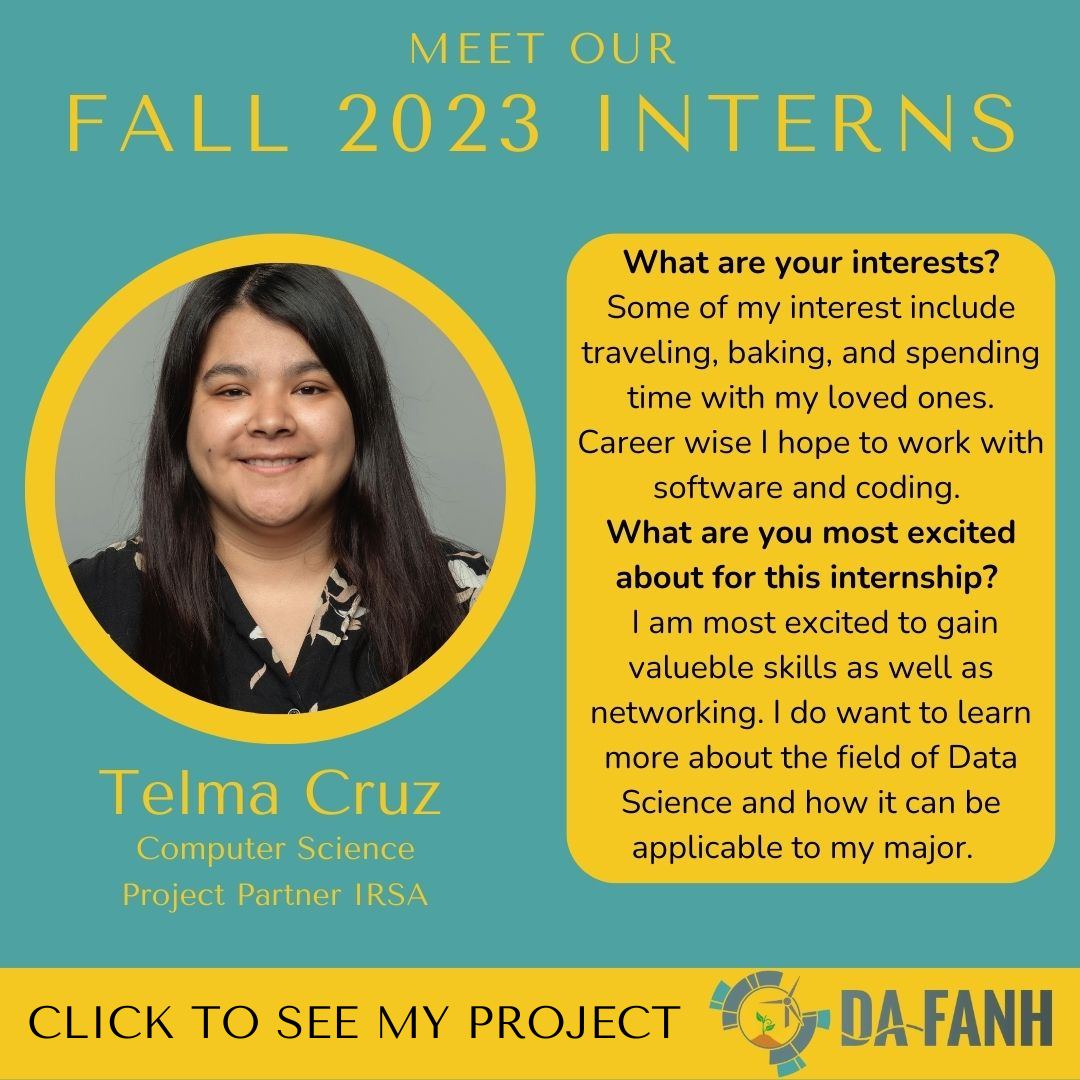 MEET OUR
FALL 2023 INTERNS
What are your interests?
Some of my interest include
traveling, baking, and spending
time with my loved ones.
Career wise I hope to work with
software and coding.
What are you most excited
about for this internship?
I am most excited to gain
valueble skills as well as
networking. I do want to learn
more about the field of Data
Science and how it can be
applicable to my major.
Telma Cruz
Computer Science
Project Partner IRSA
CLICK TO SEE MY PROJECT
DA-FANH